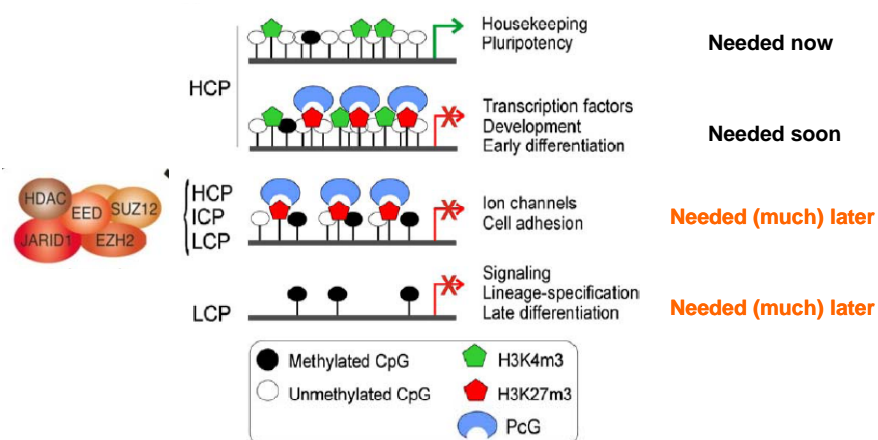 Housekeeping
Pluripotency
Needed now
HCP
Transcription factors
Development
Early differentiation
Needed soon
HDAC
EED
SUZ12
JARID1
EZH2
HCP
ICP
LCP
Ion channels
Cell adhesion
Needed (much) later
LCP
Signaling
Lineage-specification
Late differentiation
Needed (much) later
Methylated CpG
H3K4m3
Unmethylated CpG
H3K27m3
PcG